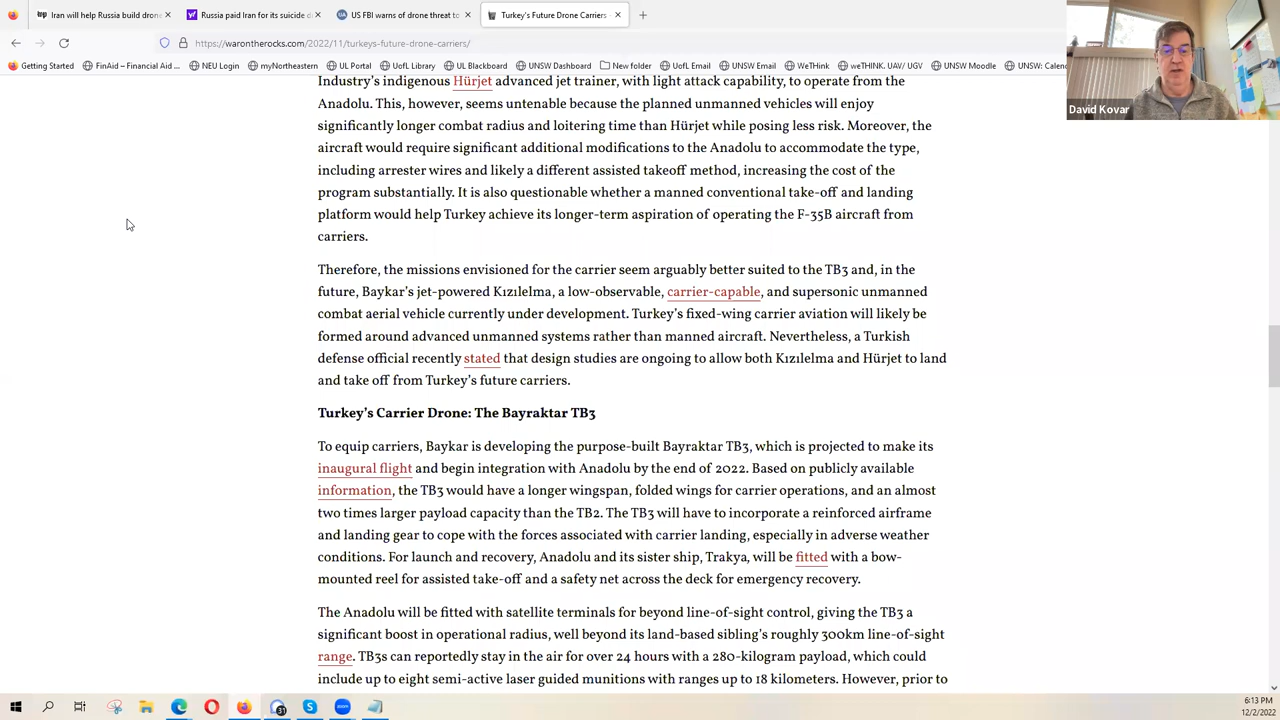 Iran will help Russia build drone
Russia paid Iran for its suicide d
US FBI warns of drone threat to
Turkey's Future Drone Carriers -
https://warontherocks.com/2022/11/turkeys-future-drone-carriers/
Getting Started
FinAid – Financial Aid ...
NEU Login
myNortheastern
UL Portal
UofL Library
UL Blackboard
UNSW Dashboard
New folder
UofL Email
UNSW Email
WeThink
weTHINK. UAV/ UGV
UNSW Moodle
UNSW: Calen
David Kovar
Industry's indigenous Hürjet advanced jet trainer, with light attack capability, to operate from the
Anadolu. This, however, seems untenable because the planned unmanned vehicles will enjoy
significantly longer combat radius and loitering time than Hürjet while posing less risk. Moreover, the
aircraft would require significant additional modifications to the Anadolu to accommodate the type,
including arrester wires and likely a different assisted takeoff method, increasing the cost of the
program substantially. It is also questionable whether a manned conventional take-off and landing
platform would help Turkey achieve its longer-term aspiration of operating the F-35B aircraft from
carriers.
Therefore, the missions envisioned for the carrier seem arguably better suited to the TB3 and, in the
future, Baykar's jet-powered Kızılelma, a low-observable, carrier-capable, and supersonic unmanned
combat aerial vehicle currently under development. Turkey's fixed-wing carrier aviation will likely be
formed around advanced unmanned systems rather than manned aircraft. Nevertheless, a Turkish
defense official recently stated that design studies are ongoing to allow both Kızılelma and Hürjet to land
and take off from Turkey's future carriers.
Turkey's Carrier Drone: The Bayraktar TB3
To equip carriers, Baykar is developing the purpose-built Bayraktar TB3, which is projected to make its
inaugural flight and begin integration with Anadolu by the end of 2022. Based on publicly available
information, the TB3 would have a longer wingspan, folded wings for carrier operations, and an almost
two times larger payload capacity than the TB2. The TB3 will have to incorporate a reinforced airframe
and landing gear to cope with the forces associated with carrier landing, especially in adverse weather
conditions. For launch and recovery, Anadolu and its sister ship, Trakya, will be fitted with a bow-
mounted reel for assisted take-off and a safety net across the deck for emergency recovery.
The Anadolu will be fitted with satellite terminals for beyond line-of-sight control, giving the TB3 a
significant boost in operational radius, well beyond its land-based sibling's roughly 300km line-of-sight
range. TB3s can reportedly stay in the air for over 24 hours with a 280-kilogram payload, which could
include up to eight semi-active laser guided munitions with ranges up to 18 kilometers. However, prior to
31
zoom
6:13 PM
12/2/2022